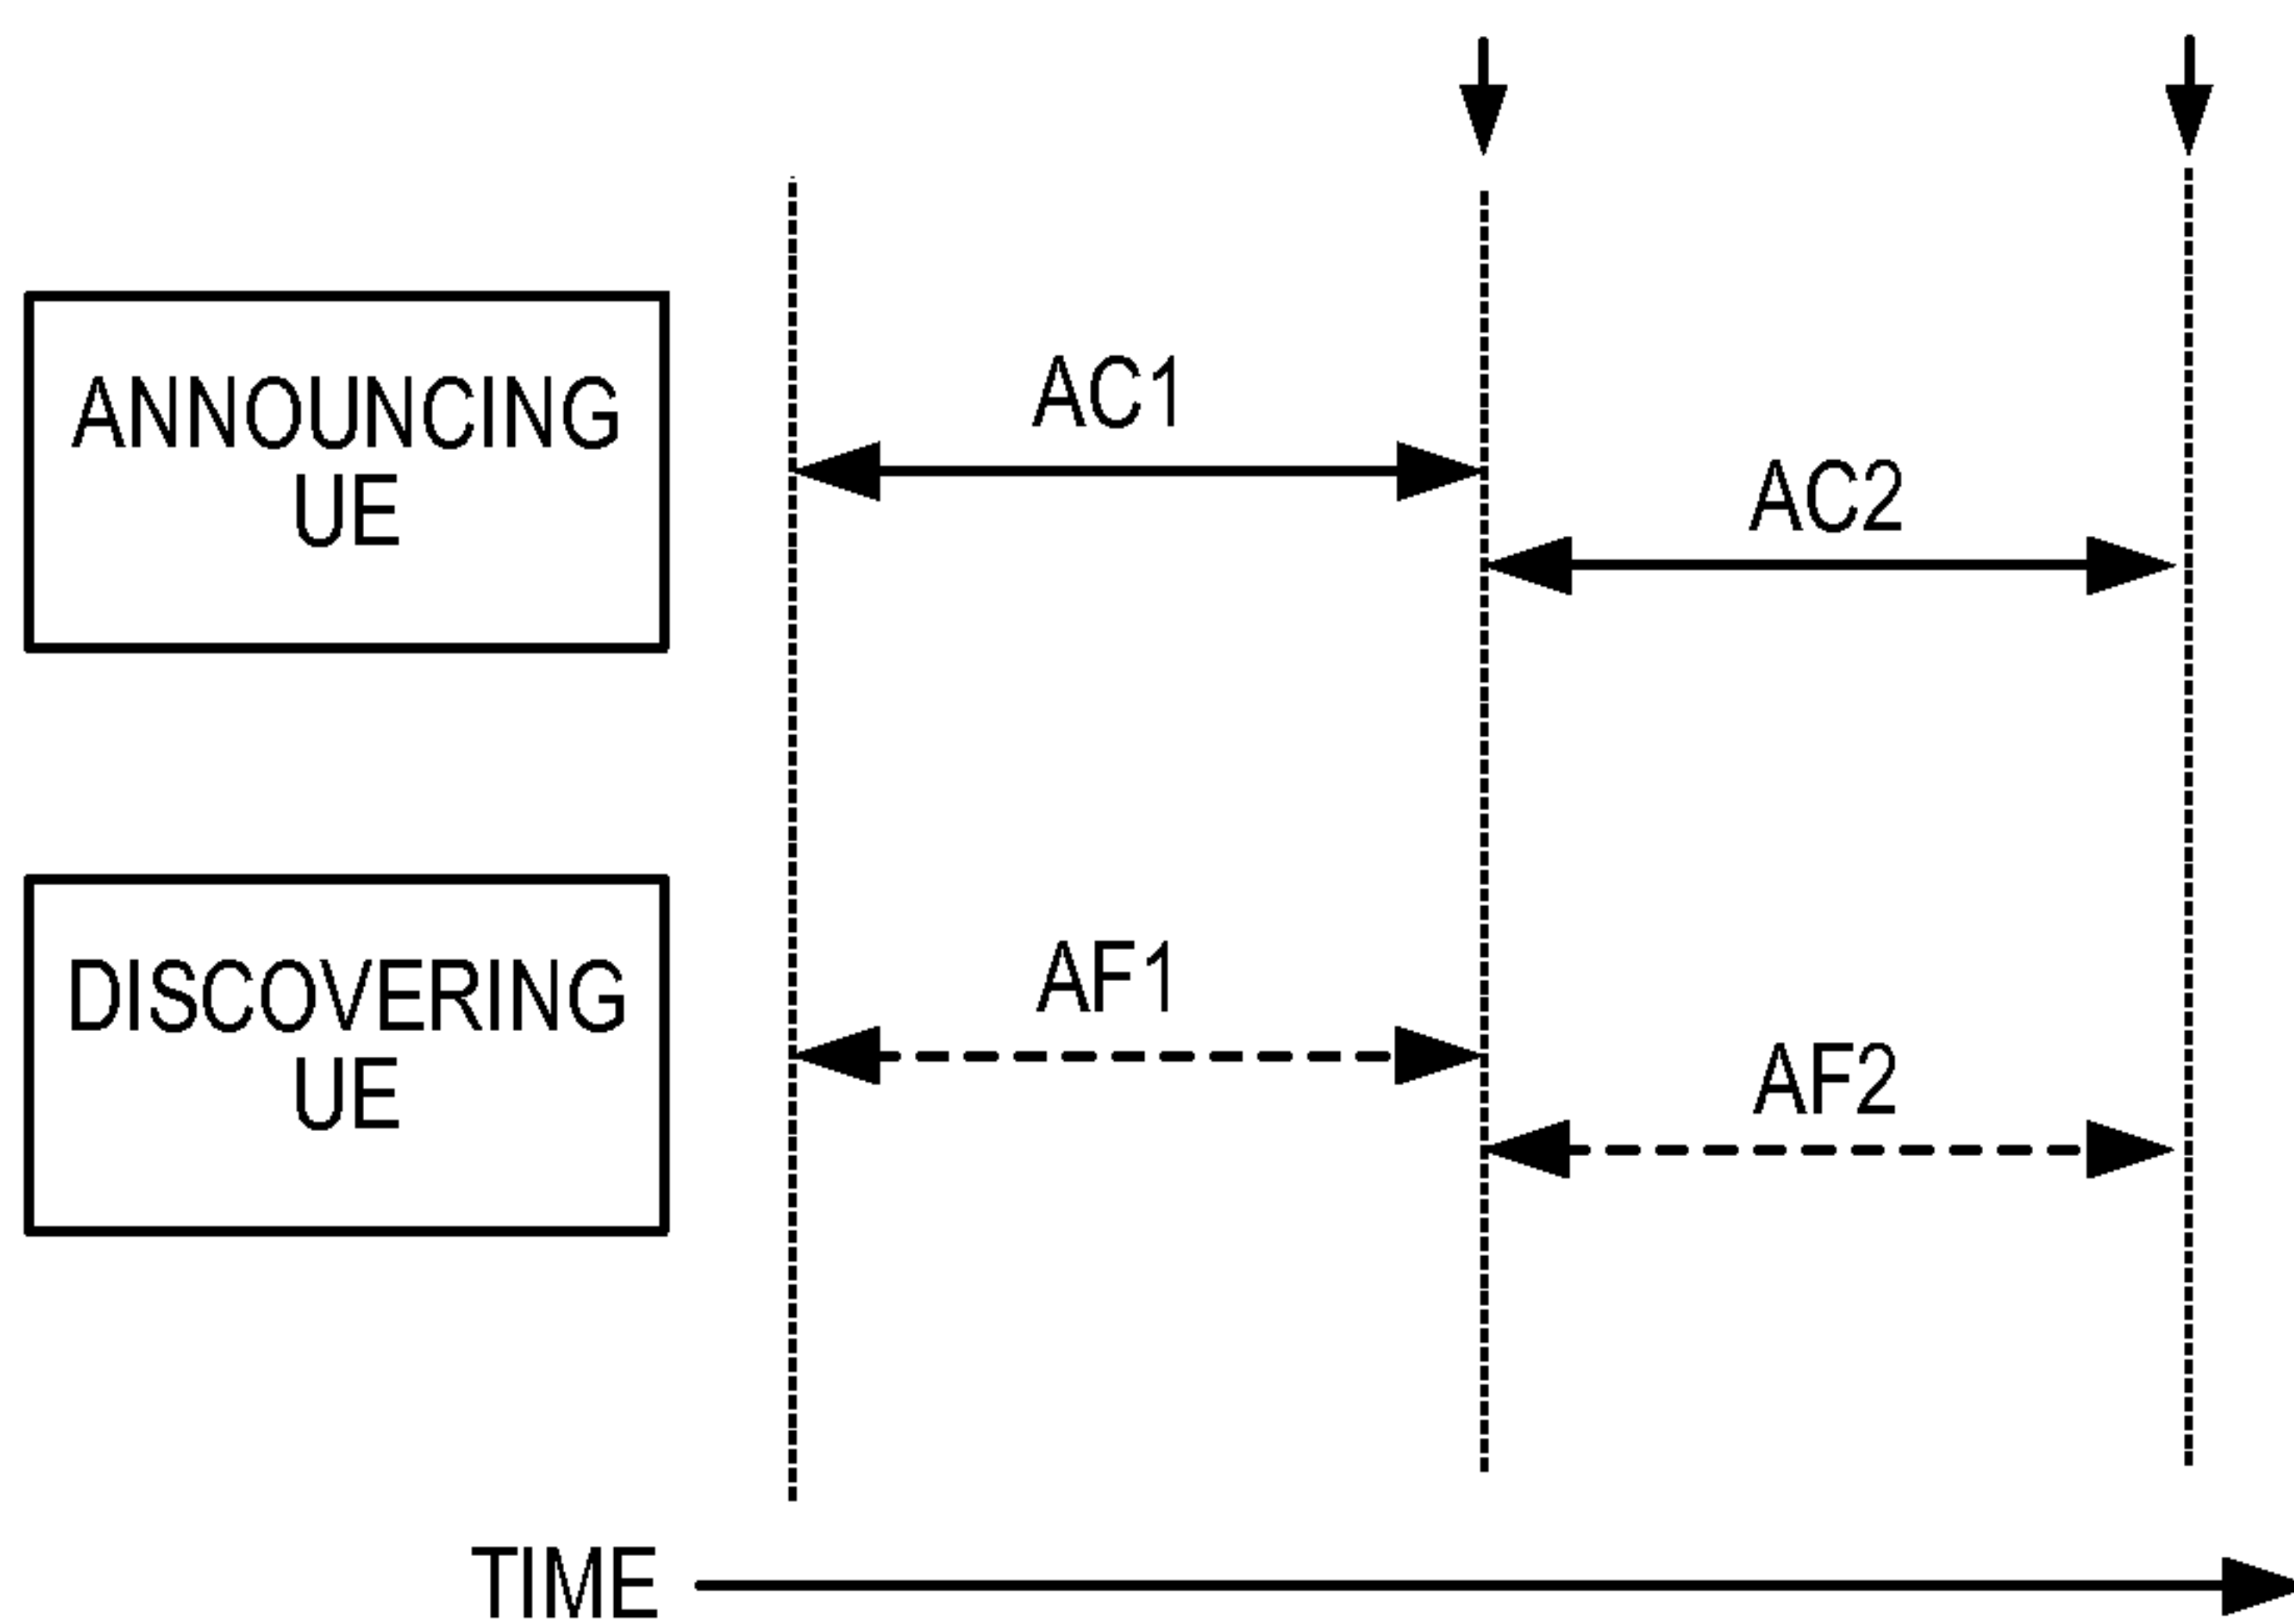 ANNOUNCING
UE
AC1
AC2
DISCOVERING
UE
AF1
AF2
TIME